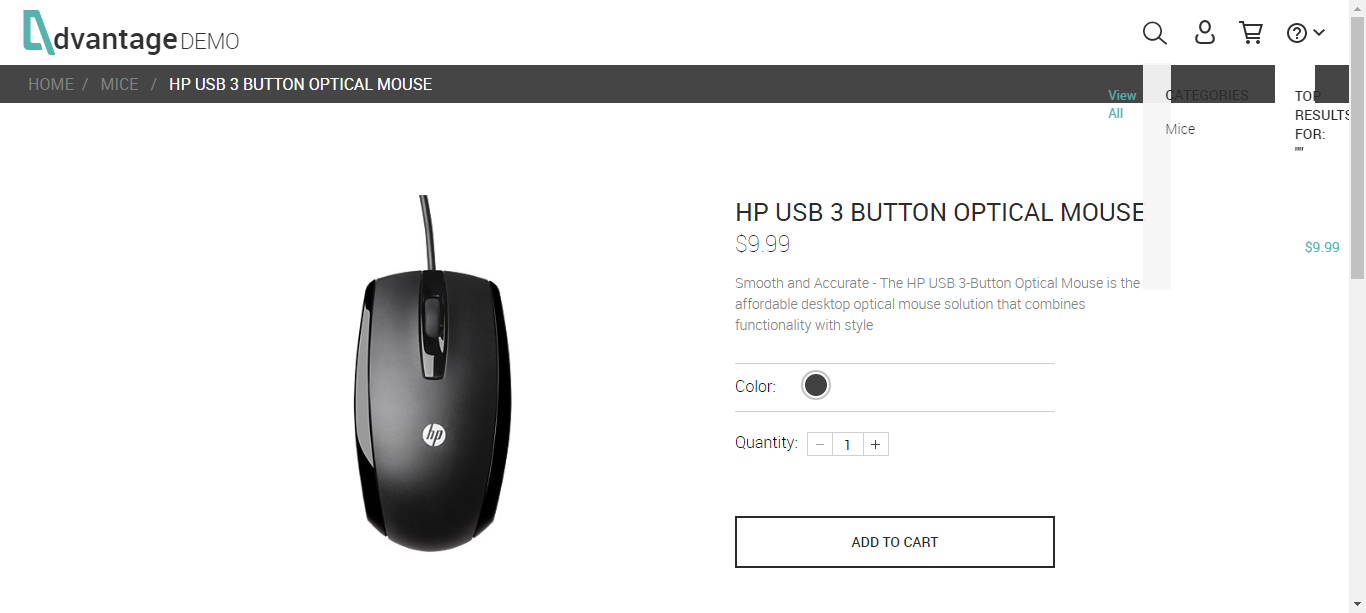 dvantage DEMO
HOME / MICE / HP USB 3 BUTTON OPTICAL MOUSE
View
All
CATEGORIES
Mice
TOP
RESULTS
FOR:
""
HP USB 3 BUTTON OPTICAL MOUSE
$9.99
$9.99
Smooth and Accurate - The HP USB 3-Button Optical Mouse is the
affordable desktop optical mouse solution that combines
functionality with style
hp
Color:
Quantity: − 1 +
ADD TO CART